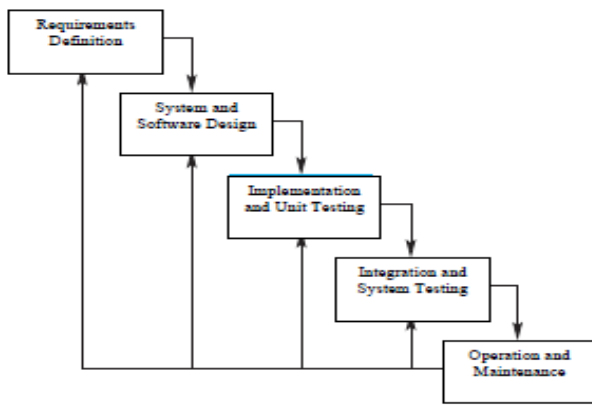 Requirements
Definition
System and
Software Design
Implementation
and Unit Testing
Integration and
System Testing
Operation and
Maintenance